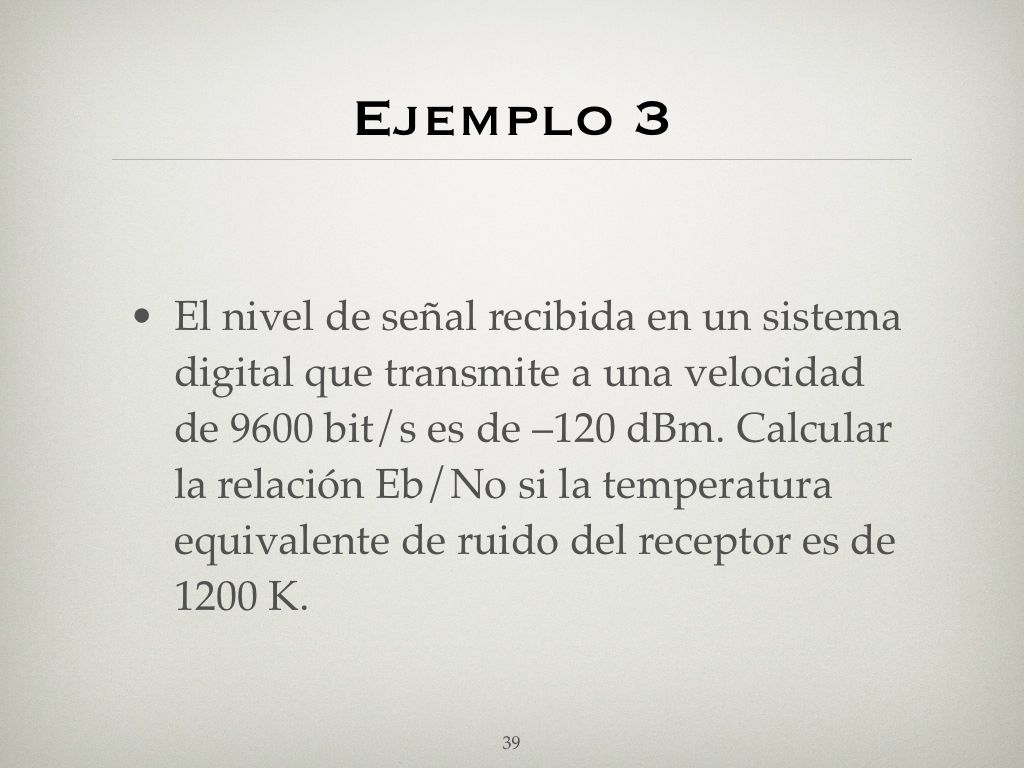 Ejemplo 3
• El nivel de señal recibida en un sistema
digital que transmite a una velocidad
de 9600 bit/s es de –120 dBm. Calcular
la relación Eb/No si la temperatura
equivalente de ruido del receptor es de
1200 K.
39